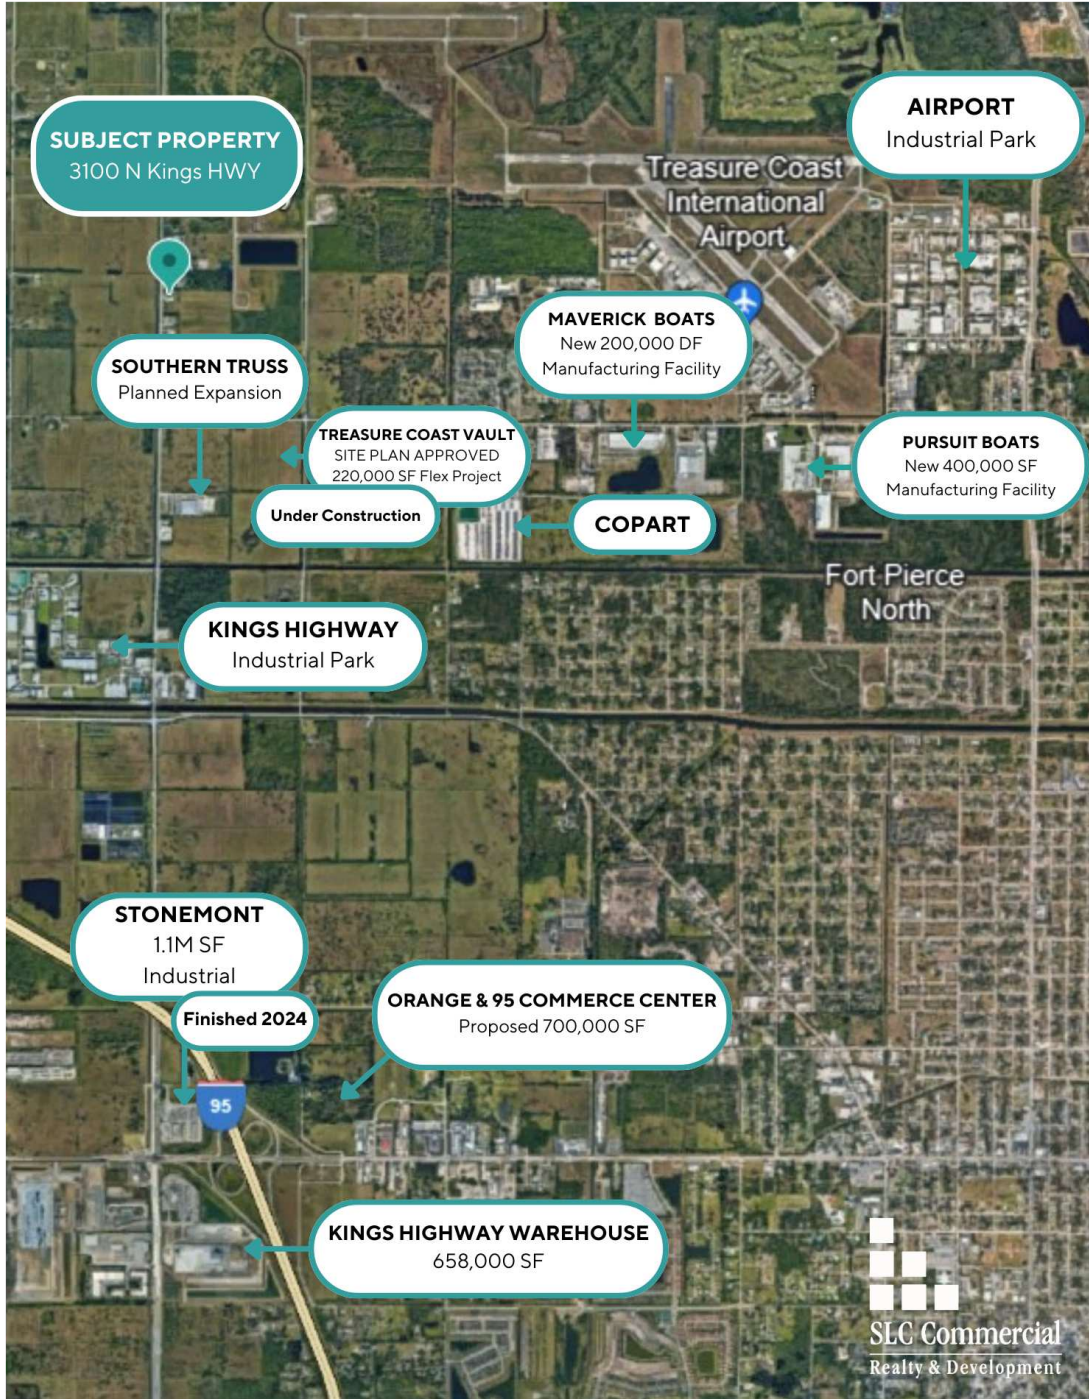 SUBJECT PROPERTY
3100 N Kings HWY
AIRPORT
Industrial Park
Treasure Coast
International
Airport
MAVERICK BOATS
New 200,000 DF
Manufacturing Facility
SOUTHERN TRUSS
Planned Expansion
TREASURE COAST VAULT
SITE PLAN APPROVED
220,000 SF Flex Project
Under Construction
PURSUIT BOATS
New 400,000 SF
Manufacturing Facility
COPART
Fort Pierce
North
KINGS HIGHWAY
Industrial Park
STONEMONT
1.1M SF
Industrial
Finished 2024
ORANGE & 95 COMMERCE CENTER
Proposed 700,000 SF
95
KINGS HIGHWAY WAREHOUSE
658,000 SF
SLC Commercial
Realty & Development